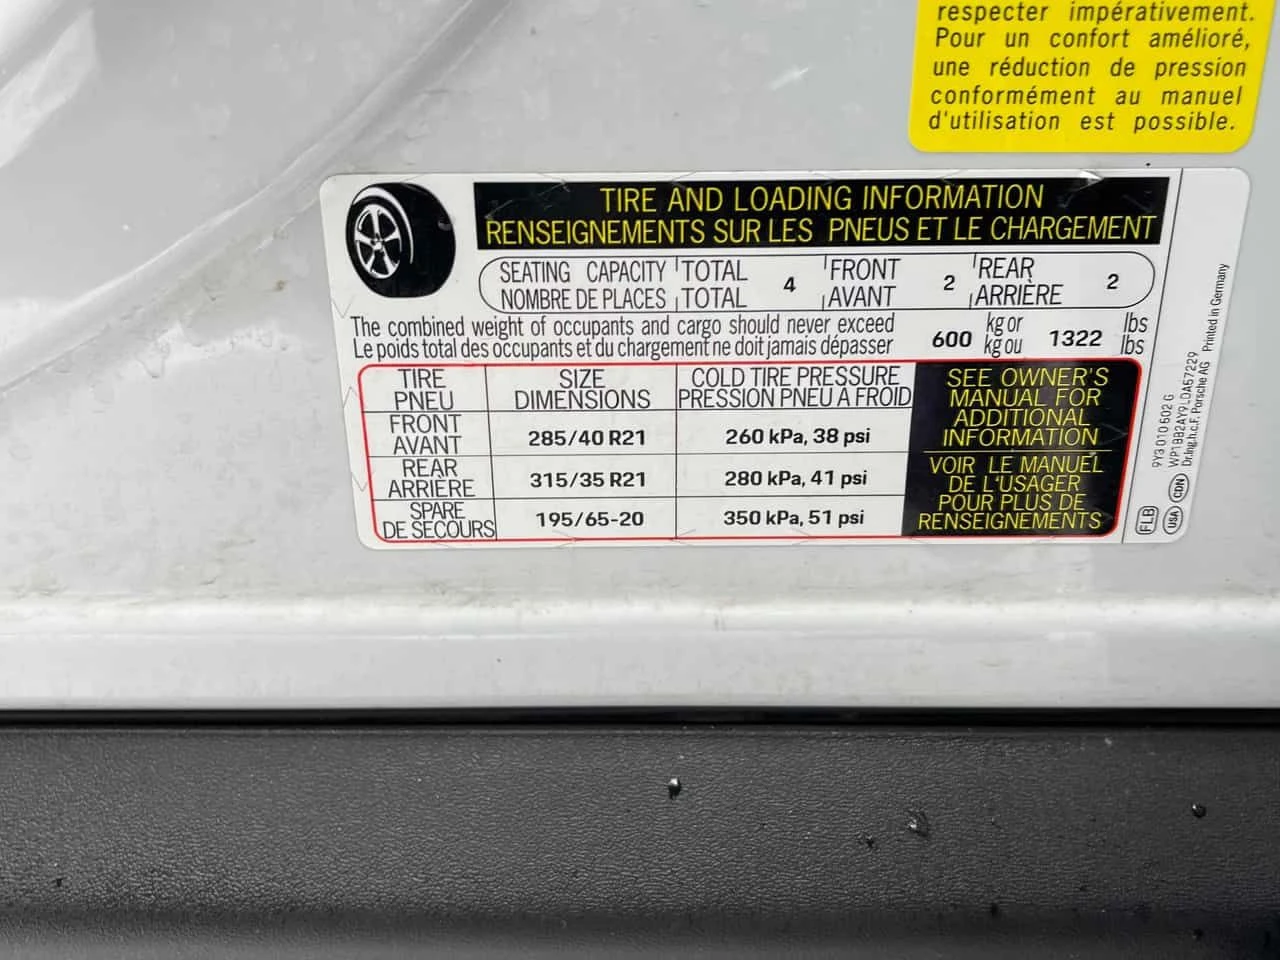 respecter impérativement.
Pour un confort amélioré,
une réduction de pression
conformément au manuel
d'utilisation est possible.
TIRE AND LOADING INFORMATION
RENSEIGNEMENTS SUR LES PNEUS ET LE CHARGEMENT
SEATING CAPACITY TOTAL 4 FRONT 2 REAR 2
NOMBRE DE PLACES TOTAL AVANT ARRIÈRE
The combined weight of occupants and cargo should never exceed 600 kg or 1322 lbs
Le poids total des occupants et du chargement ne doit jamais dépasser kg ou lbs
TIRE SIZE COLD TIRE PRESSURE
PNEU DIMENSIONS PRESSION PNEU A FROID
FRONT
AVANT 285/40 R21 260 kPa, 38 psi
REAR
ARRIÈRE 315/35 R21 280 kPa, 41 psi
SPARE
DE SECOURS 195/65-20 350 kPa, 51 psi
SEE OWNER'S
MANUAL FOR
ADDITIONAL
INFORMATION
VOIR LE MANUEL
DE L'USAGER
POUR PLUS DE
RENSEIGNEMENTS
9Y3 010 602 G
WP1BB2AY9LDA57229
Dr.Ing.h.c.F. Porsche AG Printed in Germany
FLB
USA CDN